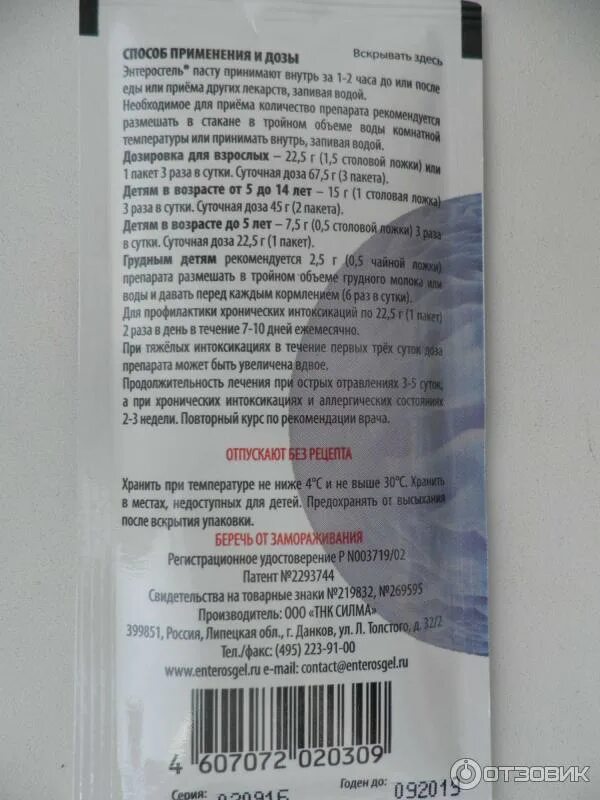 Вскрывать здесь
СПОСОБ ПРИМЕНЕНИЯ И ДОЗЫ
Энтеросгель® пасту принимают внутрь за 1-2 часа до или после
еды или приёма других лекарств, запивая водой.
Необходимое для приёма количество препарата рекомендуется
размешать в стакане в тройном объеме воды комнатной
температуры или принимать внутрь, запивая водой.
Дозировка для взрослых – 22,5 г (1,5 столовой ложки) или
1 пакет 3 раза в сутки. Суточная доза 67,5 г (3 пакета).
Детям в возрасте от 5 до 14 лет – 15 г (1 столовая ложка)
3 раза в сутки. Суточная доза 45 г (2 пакета).
Детям в возрасте до 5 лет – 7,5 г (0,5 столовой ложки) 3 раза
в сутки. Суточная доза 22,5 г (1 пакет).
Грудным детям рекомендуется 2,5 г (0,5 чайной ложки)
препарата размешать в тройном объеме грудного молока или
воды и давать перед каждым кормлением (6 раз в сутки).
Для профилактики хронических интоксикаций по 22,5 г (1 пакет)
2 раза в день в течение 7-10 дней ежемесячно.
При тяжёлых интоксикациях в течение первых трёх суток доза
препарата может быть увеличена вдвое.
Продолжительность лечения при острых отравлениях 3-5 суток,
а при хронических интоксикациях и аллергических состояниях
2-3 недели. Повторный курс по рекомендации врача.
ОТПУСКАЮТ БЕЗ РЕЦЕПТА
Хранить при температуре не ниже 4°С и не выше 30°С. Хранить
в местах, недоступных для детей. Предохранять от высыхания
после вскрытия упаковки.
БЕРЕЧЬ ОТ ЗАМОРАЖИВАНИЯ
Регистрационное удостоверение Р N003719/02
Патент №2293744
Свидетельства на товарные знаки №219832, №269595
Производитель: ООО «ТНК СИЛМА»
399851, Россия, Липецкая обл., г. Данков, ул. Л. Толстого, д. 32/2
Тел./факс: (495) 223-91-00
www.enterosgel.ru e-mail: contact@enterosgel.ru
4 607072 020309
Серия: Годен до: 092019
ОТЗОВИК